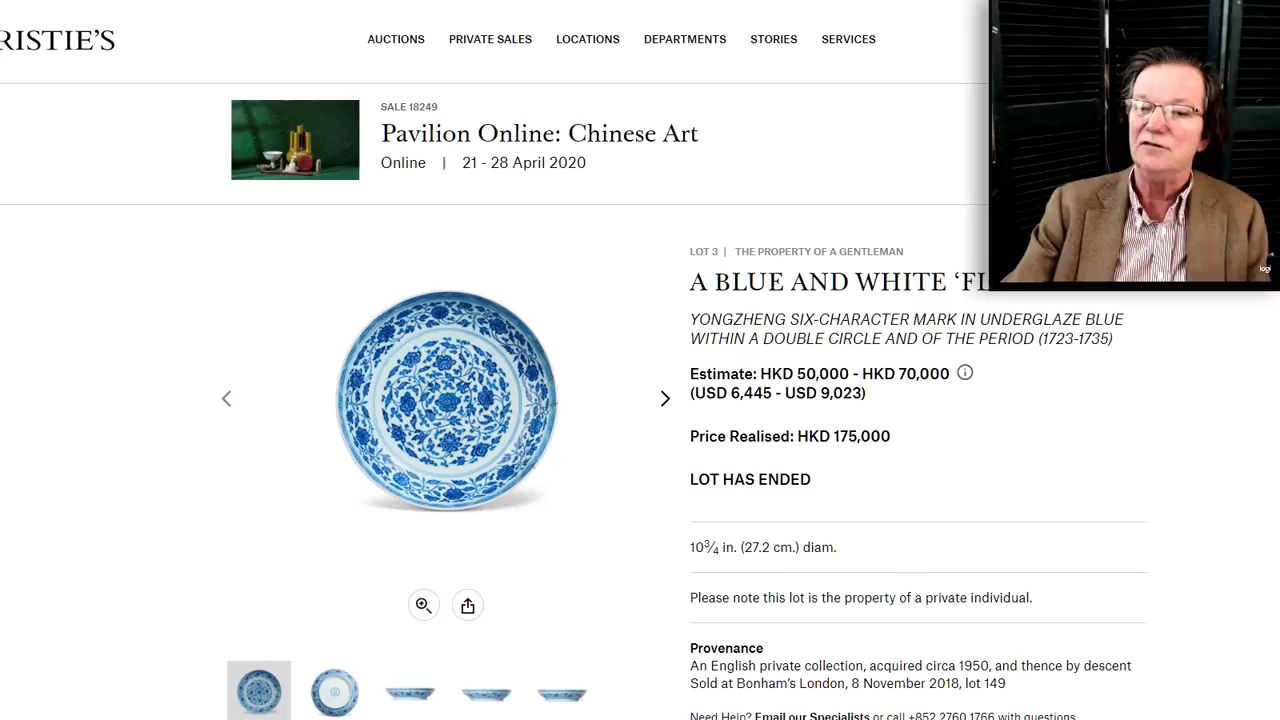 RISTIE'S
AUCTIONS PRIVATE SALES LOCATIONS DEPARTMENTS STORIES SERVICES
SALE 18249
Pavilion Online: Chinese Art
Online | 21 - 28 April 2020
LOT 3 | THE PROPERTY OF A GENTLEMAN
A BLUE AND WHITE ‘FL
YONGZHENG SIX-CHARACTER MARK IN UNDERGLAZE BLUE
WITHIN A DOUBLE CIRCLE AND OF THE PERIOD (1723-1735)
Estimate: HKD 50,000 - HKD 70,000
(USD 6,445 - USD 9,023)
Price Realised: HKD 175,000
LOT HAS ENDED
10¾ in. (27.2 cm.) diam.
Please note this lot is the property of a private individual.
Provenance
An English private collection, acquired circa 1950, and thence by descent
Sold at Bonham's London, 8 November 2018, lot 149
Need Help? Email our Specialists or call +852 2760 1766 with questions
logi